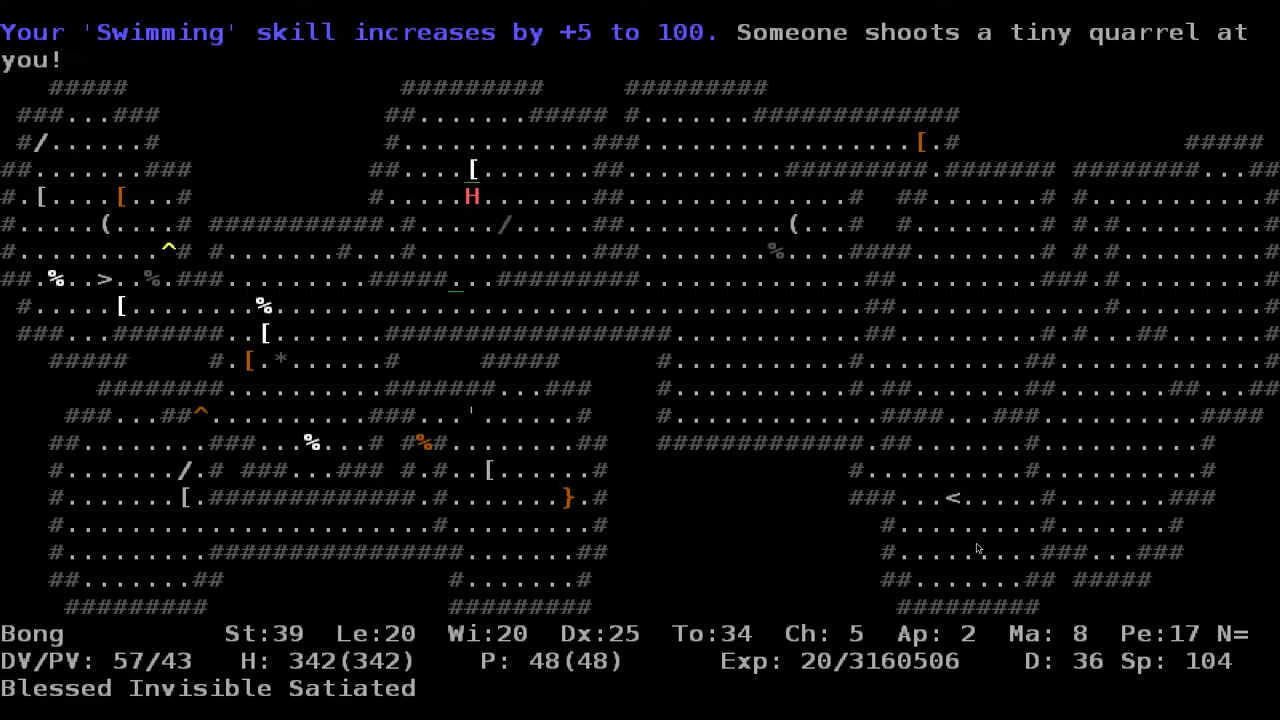 Your 'Swimming' skill increases by +5 to 100. Someone shoots a tiny quarrel at
you!
Bong St:39 Le:20 Wi:20 Dx:25 To:34 Ch: 5 Ap: 2 Ma: 8 Pe:17 N=
DV/PV: 57/43 H: 342(342) P: 48(48) Exp: 20/3160506 D: 36 Sp: 104
Blessed Invisible Satiated